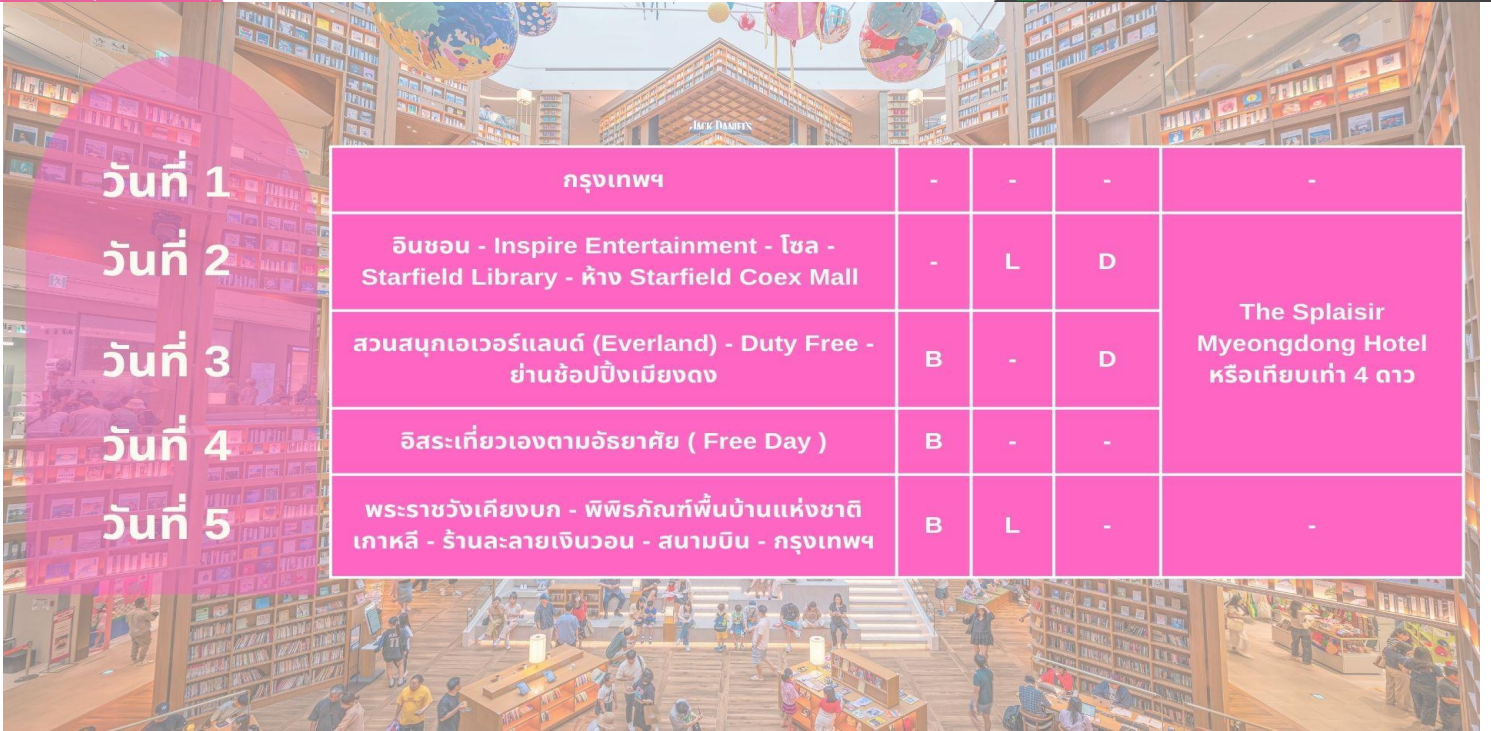 JACK DANIEL'S
วันที่ 1
กรุงเทพฯ
-
-
-
-
วันที่ 2
อินชอน - Inspire Entertainment - โซล -
Starfield Library - ห้าง Starfield Coex Mall
-
L
D
The Splaisir
Myeongdong Hotel
หรือเทียบเท่า 4 ดาว
วันที่ 3
สวนสนุกเอเวอร์แลนด์ (Everland) - Duty Free -
ย่านช้อปปิ้งเมียงดง
B
-
D
วันที่ 4
อิสระเที่ยวเองตามอัธยาศัย ( Free Day )
B
-
-
วันที่ 5
พระราชวังเคียงบก - พิพิธภัณฑ์พื้นบ้านแห่งชาติ
เกาหลี - ร้านละลายเงินวอน - สนามบิน - กรุงเทพฯ
B
L
-
-